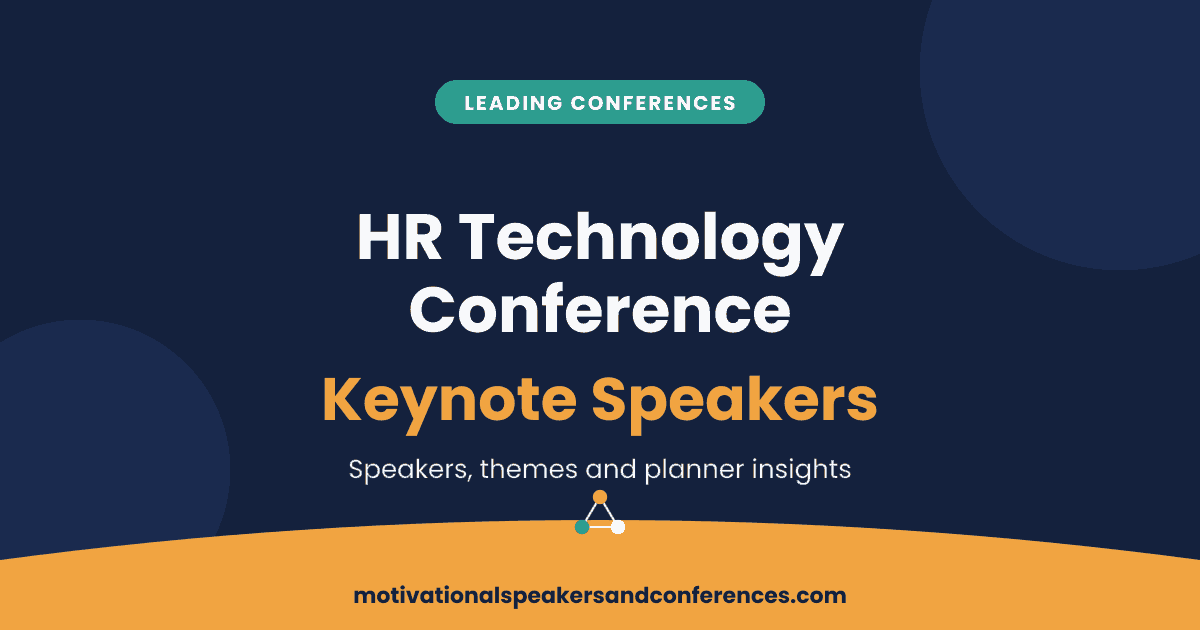 LEADING CONFERENCES
HR Technology
Conference
Keynote Speakers
Speakers, themes and planner insights
motivationalspeakersandconferences.com